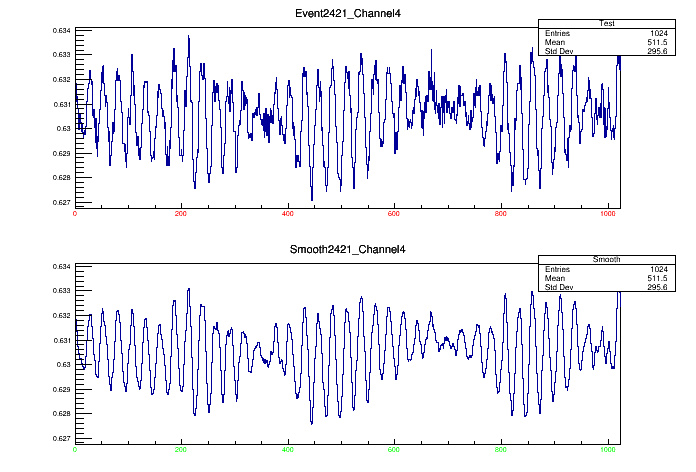 Event2421_Channel4
Test
Entries 1024
Mean 511.5
Std Dev 295.6
0.634
0.633
0.632
0.631
0.63
0.629
0.628
0.627
0 200 400 600 800 1000
Smooth2421_Channel4
Smooth
Entries 1024
Mean 511.5
Std Dev 295.6
0.634
0.633
0.632
0.631
0.63
0.629
0.628
0.627
0 200 400 600 800 1000